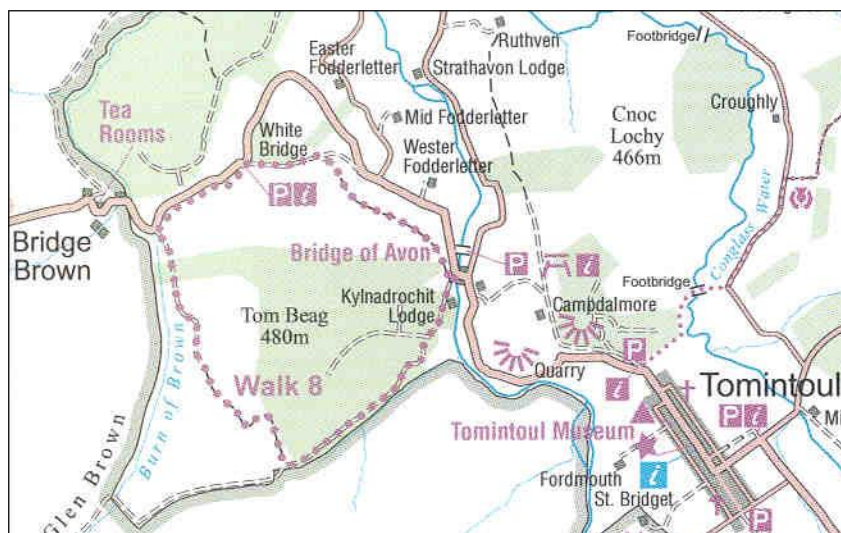 Ruthven
Footbridge
Easter
Fodderletter
Strathavon Lodge
Tea
Rooms
Cnoc
Lochy
466m
Croughly
White
Bridge
Mid Fodderletter
Wester
Fodderletter
P i
Conglass Water
Bridge
Brown
Bridge of Avon
P
i
Footbridge
Kylnadrochit
Lodge
Campdalmore
Tom Beag
480m
Burn of Brown
P
Quarry
Walk 8
i
Tomintoul
P i
Mi
Tomintoul Museum
Fordmouth
i
St. Bridget
Glen Brown
P